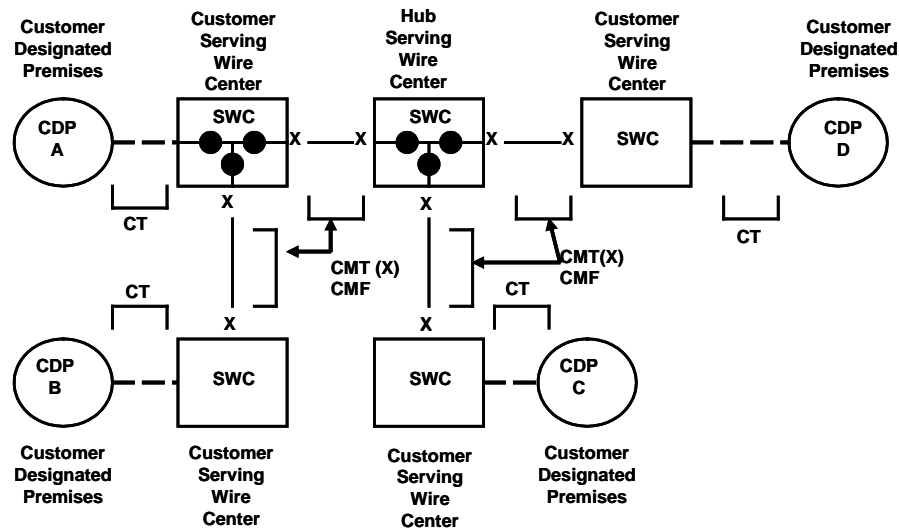 Customer
Designated
Premises
Customer
Serving
Wire
Center
Hub
Serving
Wire
Center
Customer
Serving
Wire
Center
Customer
Designated
Premises
CDP
A
SWC
X
X
SWC
X
X
SWC
CDP
D
X
X
CT
CT
CMT (X)
CMF
CMT(X)
CMF
CT
CT
X
X
CDP
B
SWC
SWC
CDP
C
Customer
Designated
Premises
Customer
Serving
Wire
Center
Customer
Serving
Wire
Center
Customer
Designated
Premises